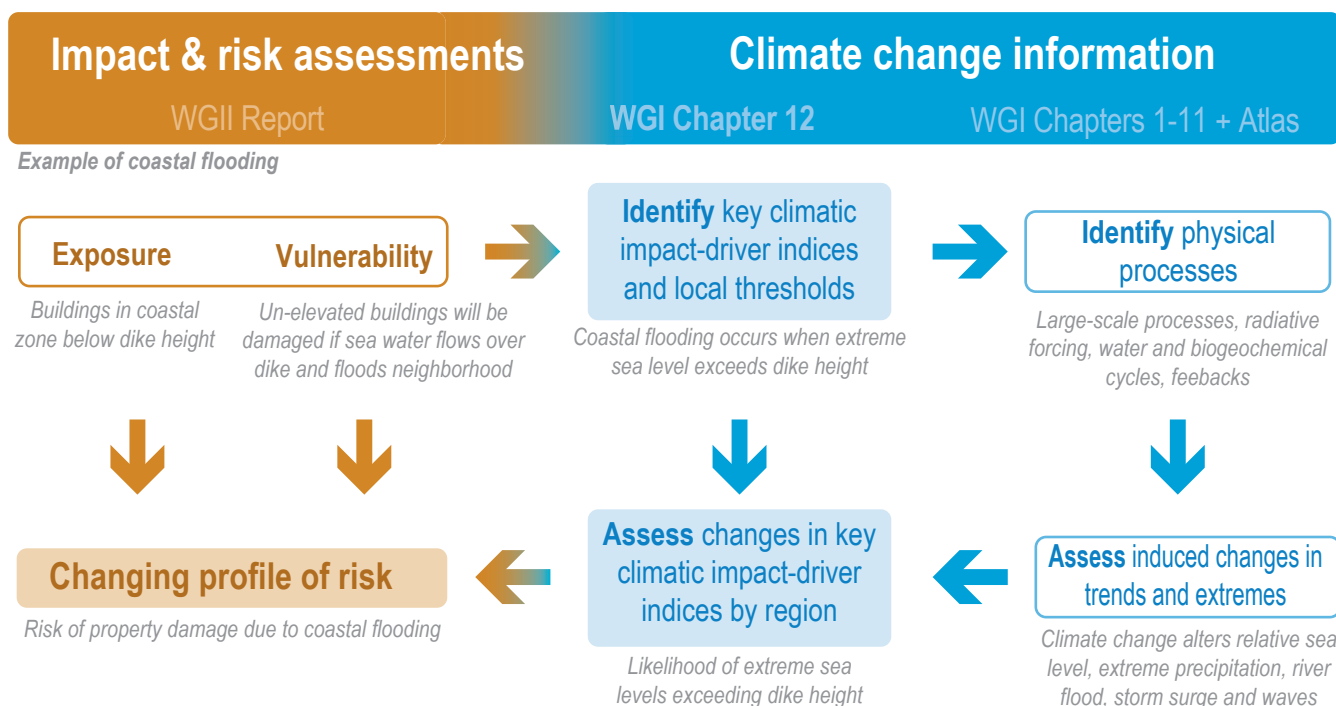 Impact & risk assessments
Climate change information
WGII Report
WGI Chapter 12
WGI Chapters 1-11 + Atlas
Example of coastal flooding
Exposure
Vulnerability
Buildings in coastal
zone below dike height
Un-elevated buildings will be
damaged if sea water flows over
dike and floods neighborhood
Identify key climatic
impact-driver indices
and local thresholds
Coastal flooding occurs when extreme
sea level exceeds dike height
Identify physical
processes
Large-scale processes, radiative
forcing, water and biogeochemical
cycles, feebacks
Changing profile of risk
Risk of property damage due to coastal flooding
Assess changes in key
climatic impact-driver
indices by region
Likelihood of extreme sea
levels exceeding dike height
Assess induced changes in
trends and extremes
Climate change alters relative sea
level, extreme precipitation, river
flood, storm surge and waves